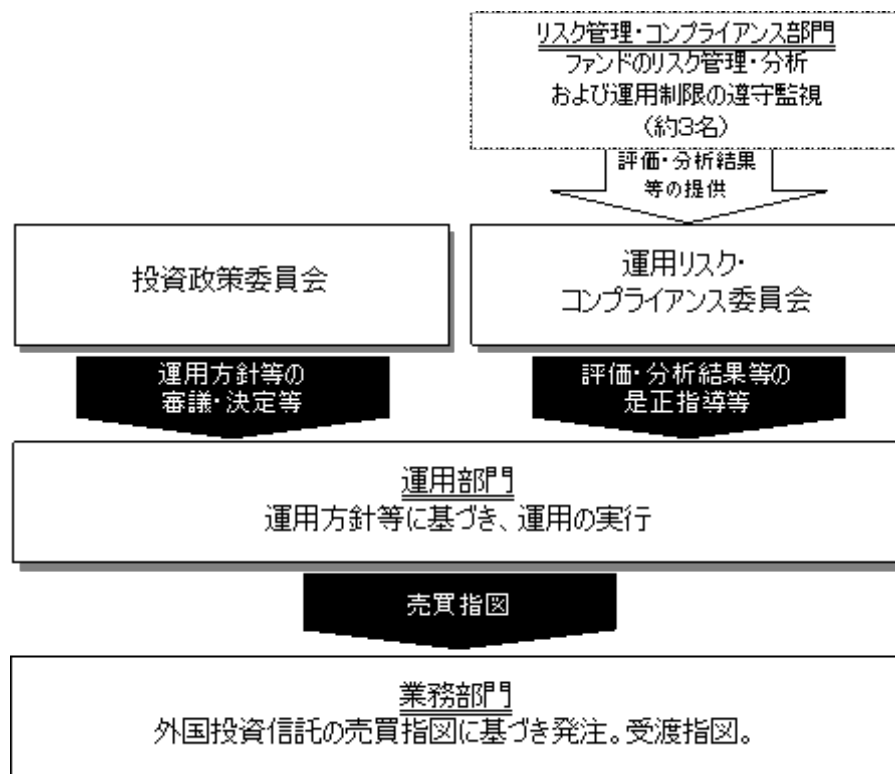 リスク管理・コンプライアンス部門
ファンドのリスク管理・分析
および運用制限の遵守監視
(約3名)
評価・分析結果
等の提供
投資政策委員会
運用リスク・
コンプライアンス委員会
運用方針等の
審議・決定等
評価・分析結果等の
是正指導等
運用部門
運用方針等に基づき、運用の実行
売買指図
業務部門
外国投資信託の売買指図に基づき発注。受渡指図。